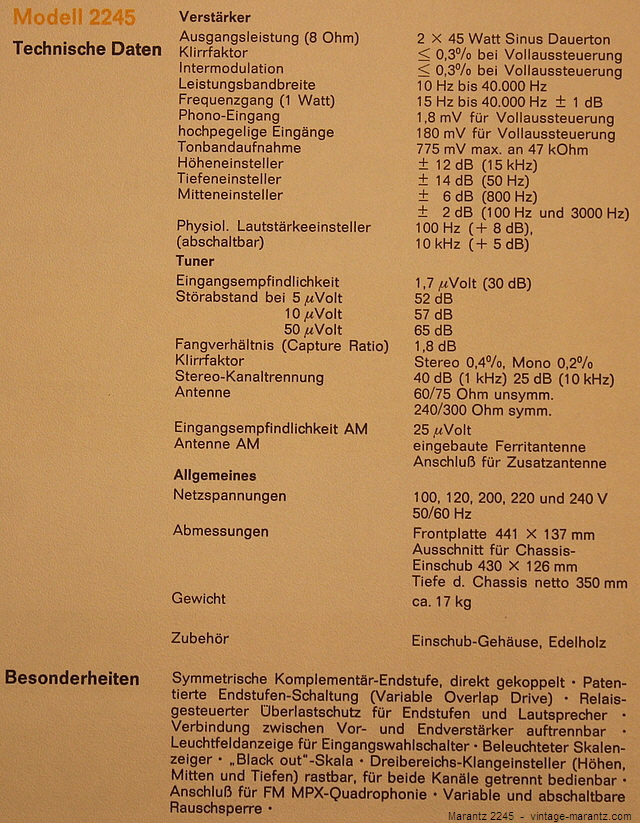 Modell 2245
Technische Daten
Verstärker
Ausgangsleistung (8 Ohm) 2 × 45 Watt Sinus Dauerton
Klirrfaktor ≤ 0,3% bei Vollaussteuerung
Intermodulation ≤ 0,3% bei Vollaussteuerung
Leistungsbandbreite 10 Hz bis 40.000 Hz
Frequenzgang (1 Watt) 15 Hz bis 40.000 Hz ± 1 dB
Phono-Eingang 1,8 mV für Vollaussteuerung
hochpegelige Eingänge 180 mV für Vollaussteuerung
Tonbandaufnahme 775 mV max. an 47 kOhm
Höheneinsteller ± 12 dB (15 kHz)
Tiefeneinsteller ± 14 dB (50 Hz)
Mitteneinsteller ± 6 dB (800 Hz)
± 2 dB (100 Hz und 3000 Hz)
Physiol. Lautstärkeeinsteller 100 Hz (+ 8 dB),
(abschaltbar) 10 kHz (+ 5 dB)
Tuner
Eingangsempfindlichkeit 1,7 µVolt (30 dB)
Störabstand bei 5 µVolt 52 dB
10 µVolt 57 dB
50 µVolt 65 dB
Fangverhältnis (Capture Ratio) 1,8 dB
Klirrfaktor Stereo 0,4%, Mono 0,2%
Stereo-Kanaltrennung 40 dB (1 kHz) 25 dB (10 kHz)
Antenne 60/75 Ohm unsymm.
240/300 Ohm symm.
Eingangsempfindlichkeit AM 25 µVolt
Antenne AM eingebaute Ferritantenne
Anschluß für Zusatzantenne
Allgemeines
Netzspannungen 100, 120, 200, 220 und 240 V
50/60 Hz
Abmessungen Frontplatte 441 × 137 mm
Ausschnitt für Chassis-
Einschub 430 × 126 mm
Tiefe d. Chassis netto 350 mm
Gewicht ca. 17 kg
Zubehör Einschub-Gehäuse, Edelholz
Besonderheiten
Symmetrische Komplementär-Endstufe, direkt gekoppelt · Paten-
tierte Endstufen-Schaltung (Variable Overlap Drive) · Relais-
gesteuerter Überlastschutz für Endstufen und Lautsprecher ·
Verbindung zwischen Vor- und Endverstärker auftrennbar ·
Leuchtfeldanzeige für Eingangswahlschalter · Beleuchteter Skalen-
zeiger · „Black out"-Skala · Dreibereichs-Klangeinsteller (Höhen,
Mitten und Tiefen) rastbar, für beide Kanäle getrennt bedienbar ·
Anschluß für FM MPX-Quadrophonie · Variable und abschaltbare
Rauschsperre ·
Marantz 2245 - vintage-marantz.com